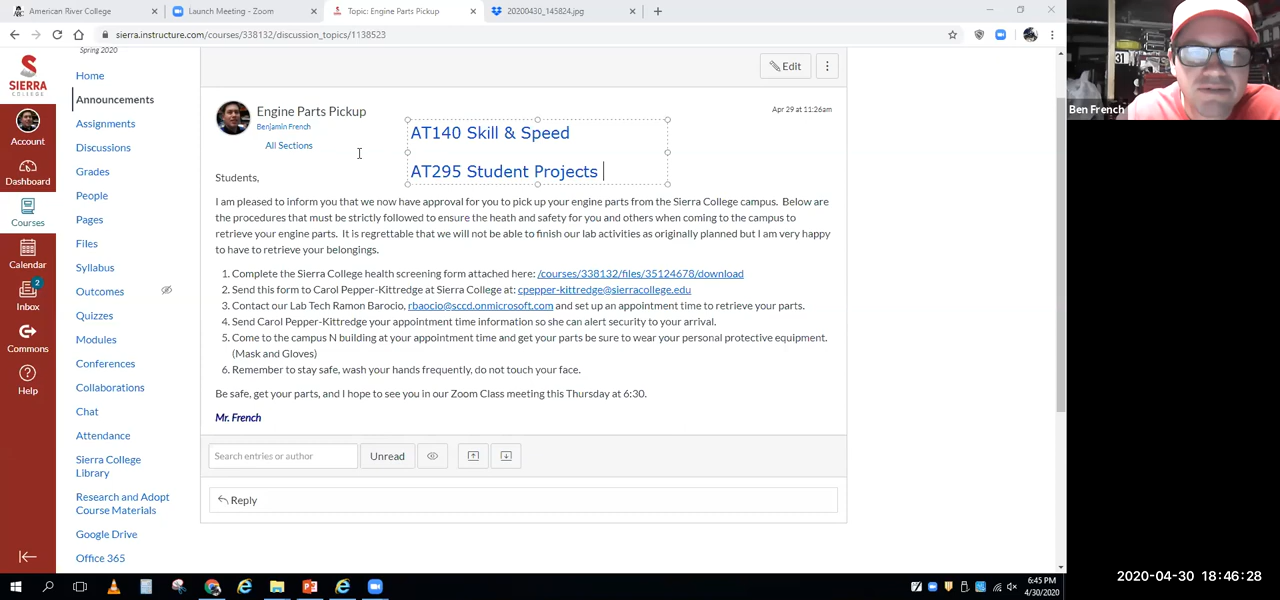 American River College
Launch Meeting - Zoom
Topic: Engine Parts Pickup
20200430_145824.jpg
sierra.instructure.com/courses/338132/discussion_topics/1138523
Spring 2020
SIERRA
COLLEGE
Account
Dashboard
Courses
Calendar
2
Inbox
Commons
Help
Home
Announcements
Assignments
Discussions
Grades
People
Pages
Files
Syllabus
Outcomes
Quizzes
Modules
Conferences
Collaborations
Chat
Attendance
Sierra College
Library
Research and Adopt
Course Materials
Google Drive
Office 365
Edit
Engine Parts Pickup
Benjamin French
All Sections
Apr 29 at 11:26am
AT140 Skill & Speed
AT295 Student Projects
Students,
I am pleased to inform you that we now have approval for you to pick up your engine parts from the Sierra College campus. Below are
the procedures that must be strictly followed to ensure the heath and safety for you and others when coming to the campus to
retrieve your engine parts. It is regrettable that we will not be able to finish our lab activities as originally planned but I am very happy
to have to retrieve your belongings.
1. Complete the Sierra College health screening form attached here: /courses/338132/files/35124678/download
2. Send this form to Carol Pepper-Kittredge at Sierra College at: cpepper-kittredge@sierracollege.edu
3. Contact our Lab Tech Ramon Barocio, rbaocio@sccd.onmicrosoft.com and set up an appointment time to retrieve your parts.
4. Send Carol Pepper-Kittredge your appointment time information so she can alert security to your arrival.
5. Come to the campus N building at your appointment time and get your parts be sure to wear your personal protective equipment.
(Mask and Gloves)
6. Remember to stay safe, wash your hands frequently, do not touch your face.
Be safe, get your parts, and I hope to see you in our Zoom Class meeting this Thursday at 6:30.
Mr. French
Search entries or author
Unread
Reply
Ben French
6:45 PM
4/30/2020
2020-04-30 18:46:28